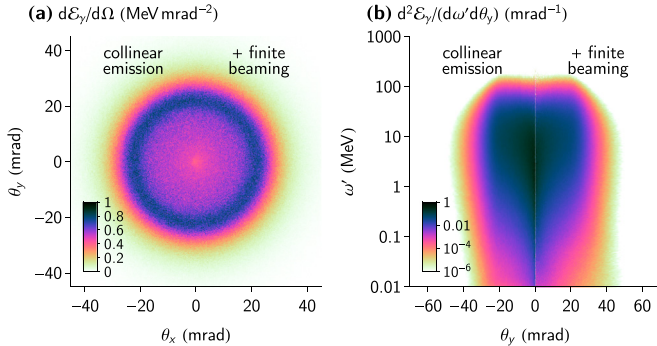 (a) dℰγ/dΩ (MeV mrad⁻²)
collinear emission
+ finite beaming
40
20
0
−20
−40
θy (mrad)
1
0.8
0.6
0.4
0.2
0
−40 −20 0 20 40
θx (mrad)
(b) d²ℰγ/(dω′dθy) (mrad⁻¹)
collinear emission
+ finite beaming
1000
100
10
1
0.1
0.01
ω′ (MeV)
1
0.01
10⁻⁴
10⁻⁶
−60 −40 −20 0 20 40 60
θy (mrad)